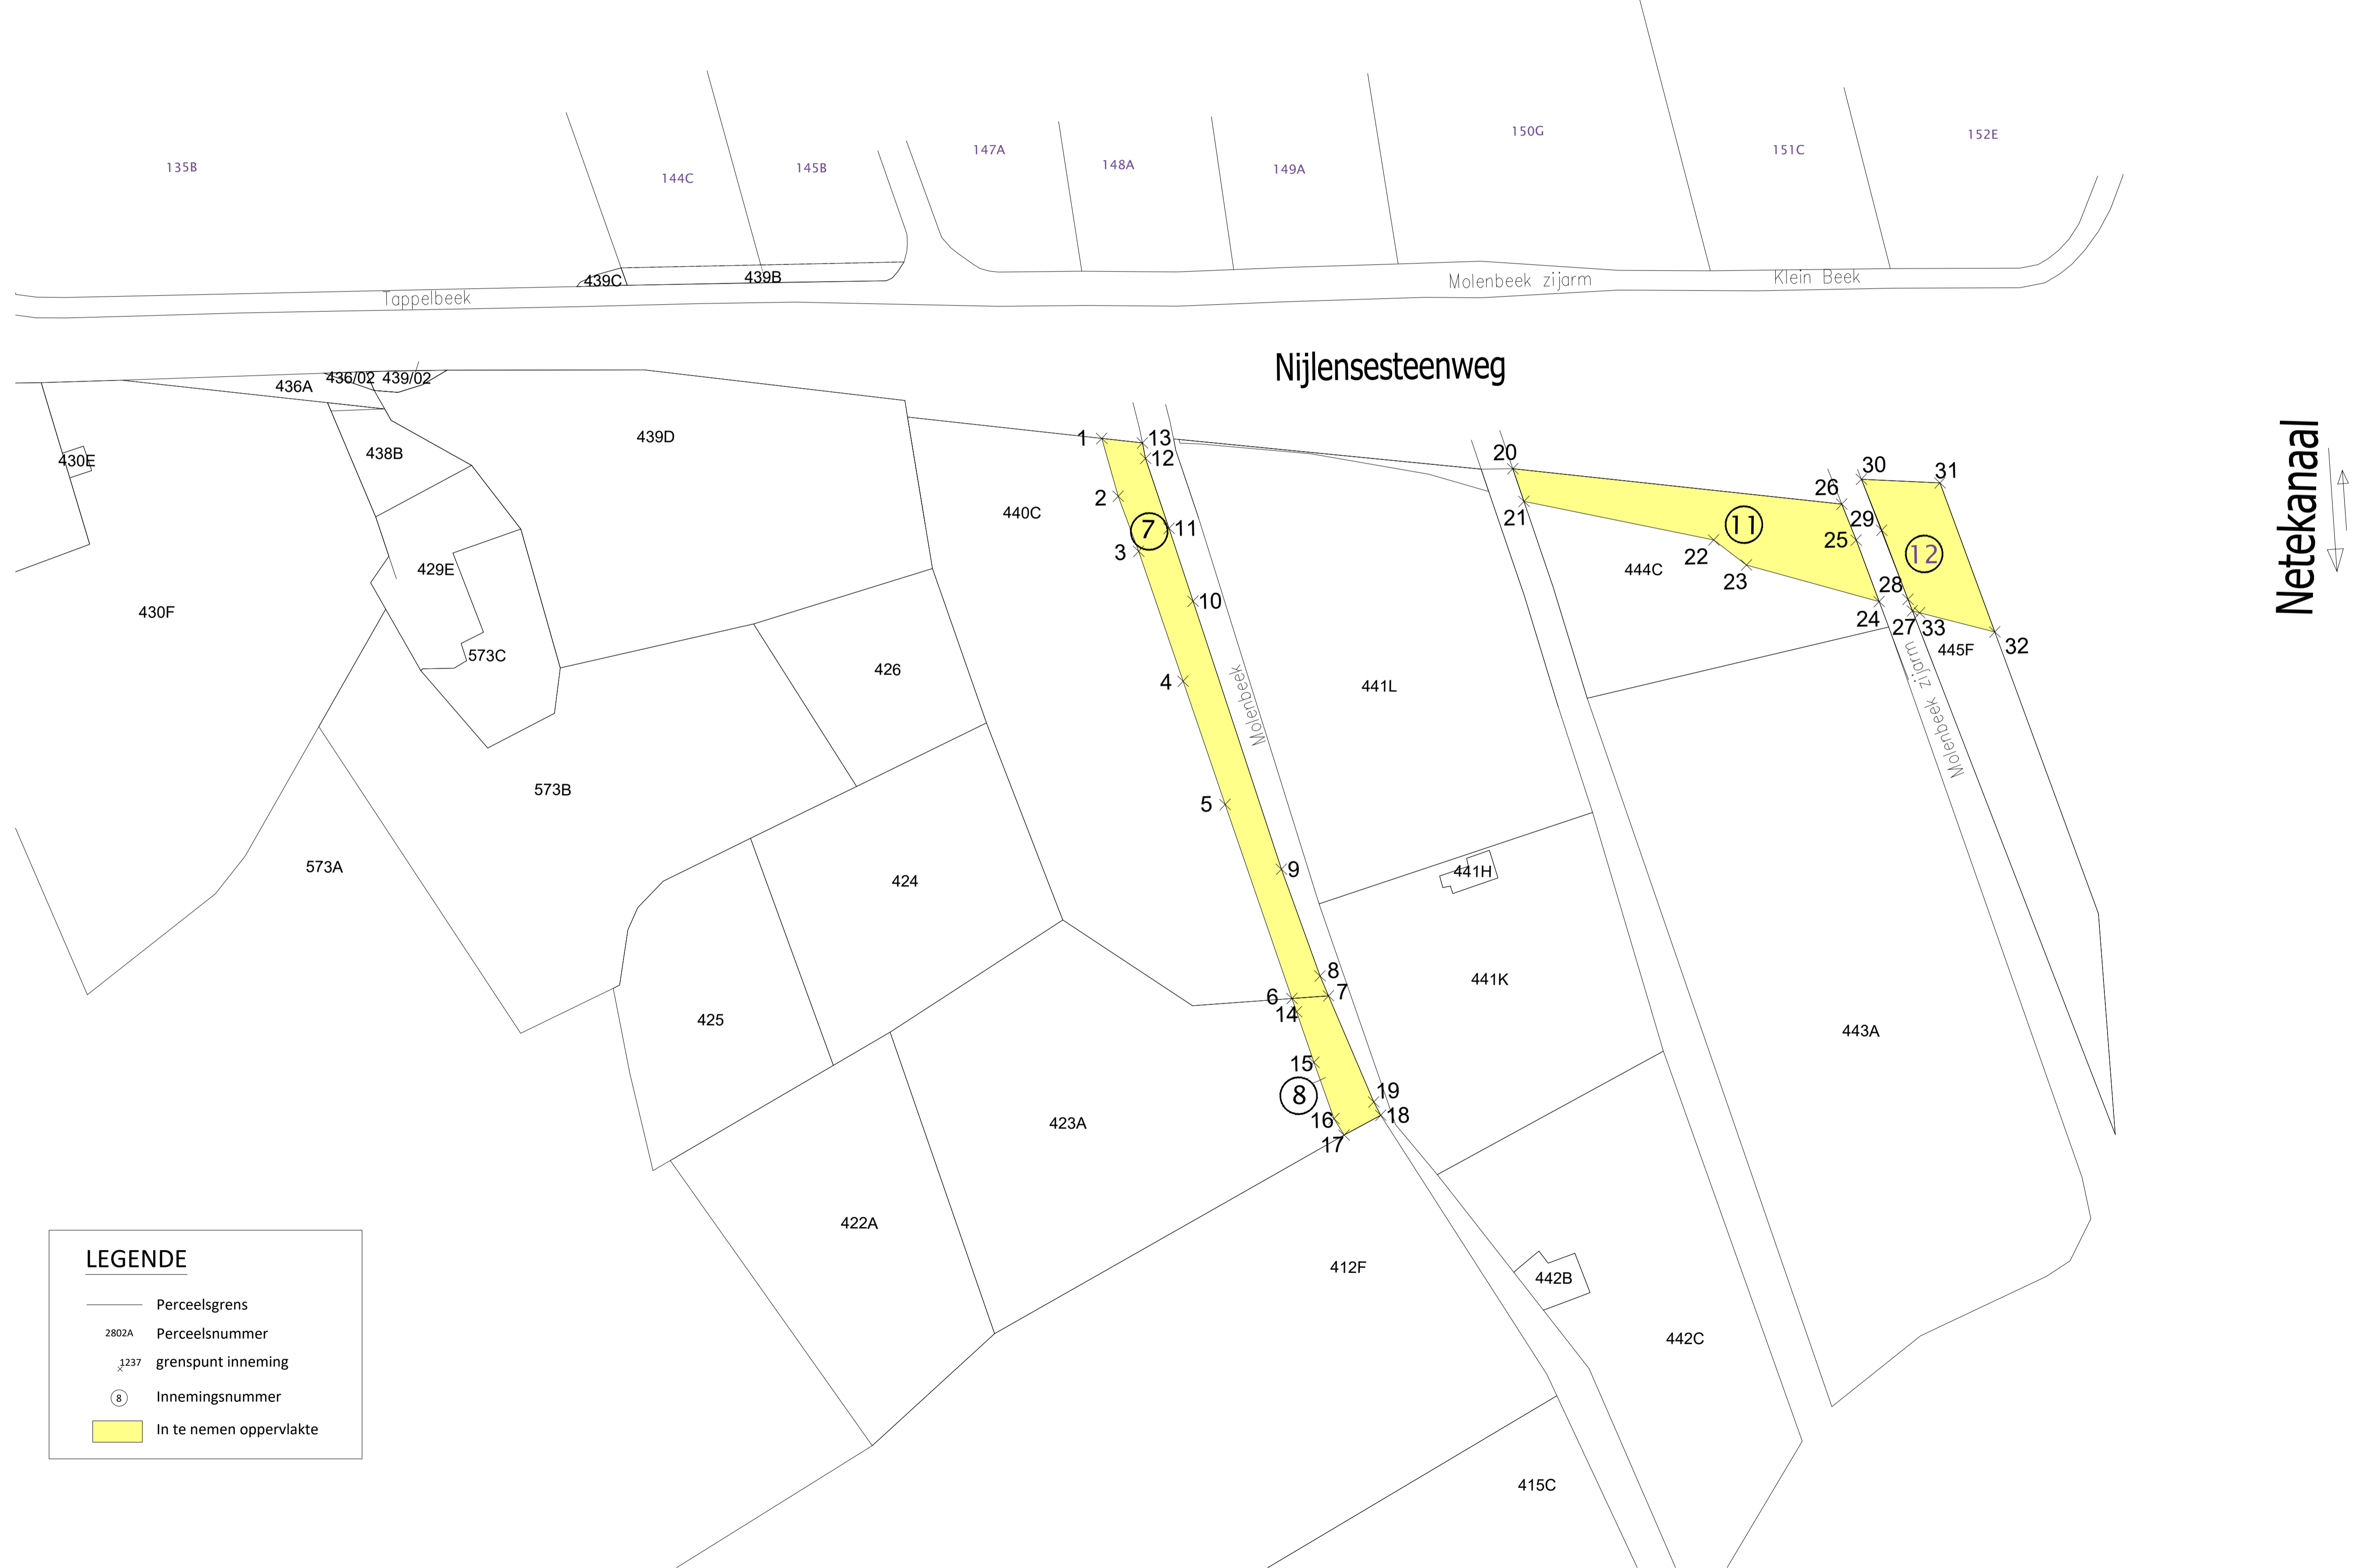 135B
144C
145B
147A
148A
149A
150G
151C
152E
439C
439B
Tappelbeek
Molenbeek zijarm
Klein Beek
Nijlensesteenweg
Netekanaal
436A
436/02
439/02
430E
438B
439D
440C
429E
430F
573C
426
573B
573A
424
425
423A
422A
441L
441H
441K
444C
445F
443A
412F
442B
442C
415C
Molenbeek
Molenbeek zijarm
1
13
12
2
7
11
3
10
4
5
9
8
6
7
14
15
8
19
16
18
17
20
21
22
23
11
26
25
24
30
31
29
12
28
27
33
32
LEGENDE
Perceelsgrens
2802A Perceelsnummer
1237 grenspunt inneming
8 Innemingsnummer
In te nemen oppervlakte